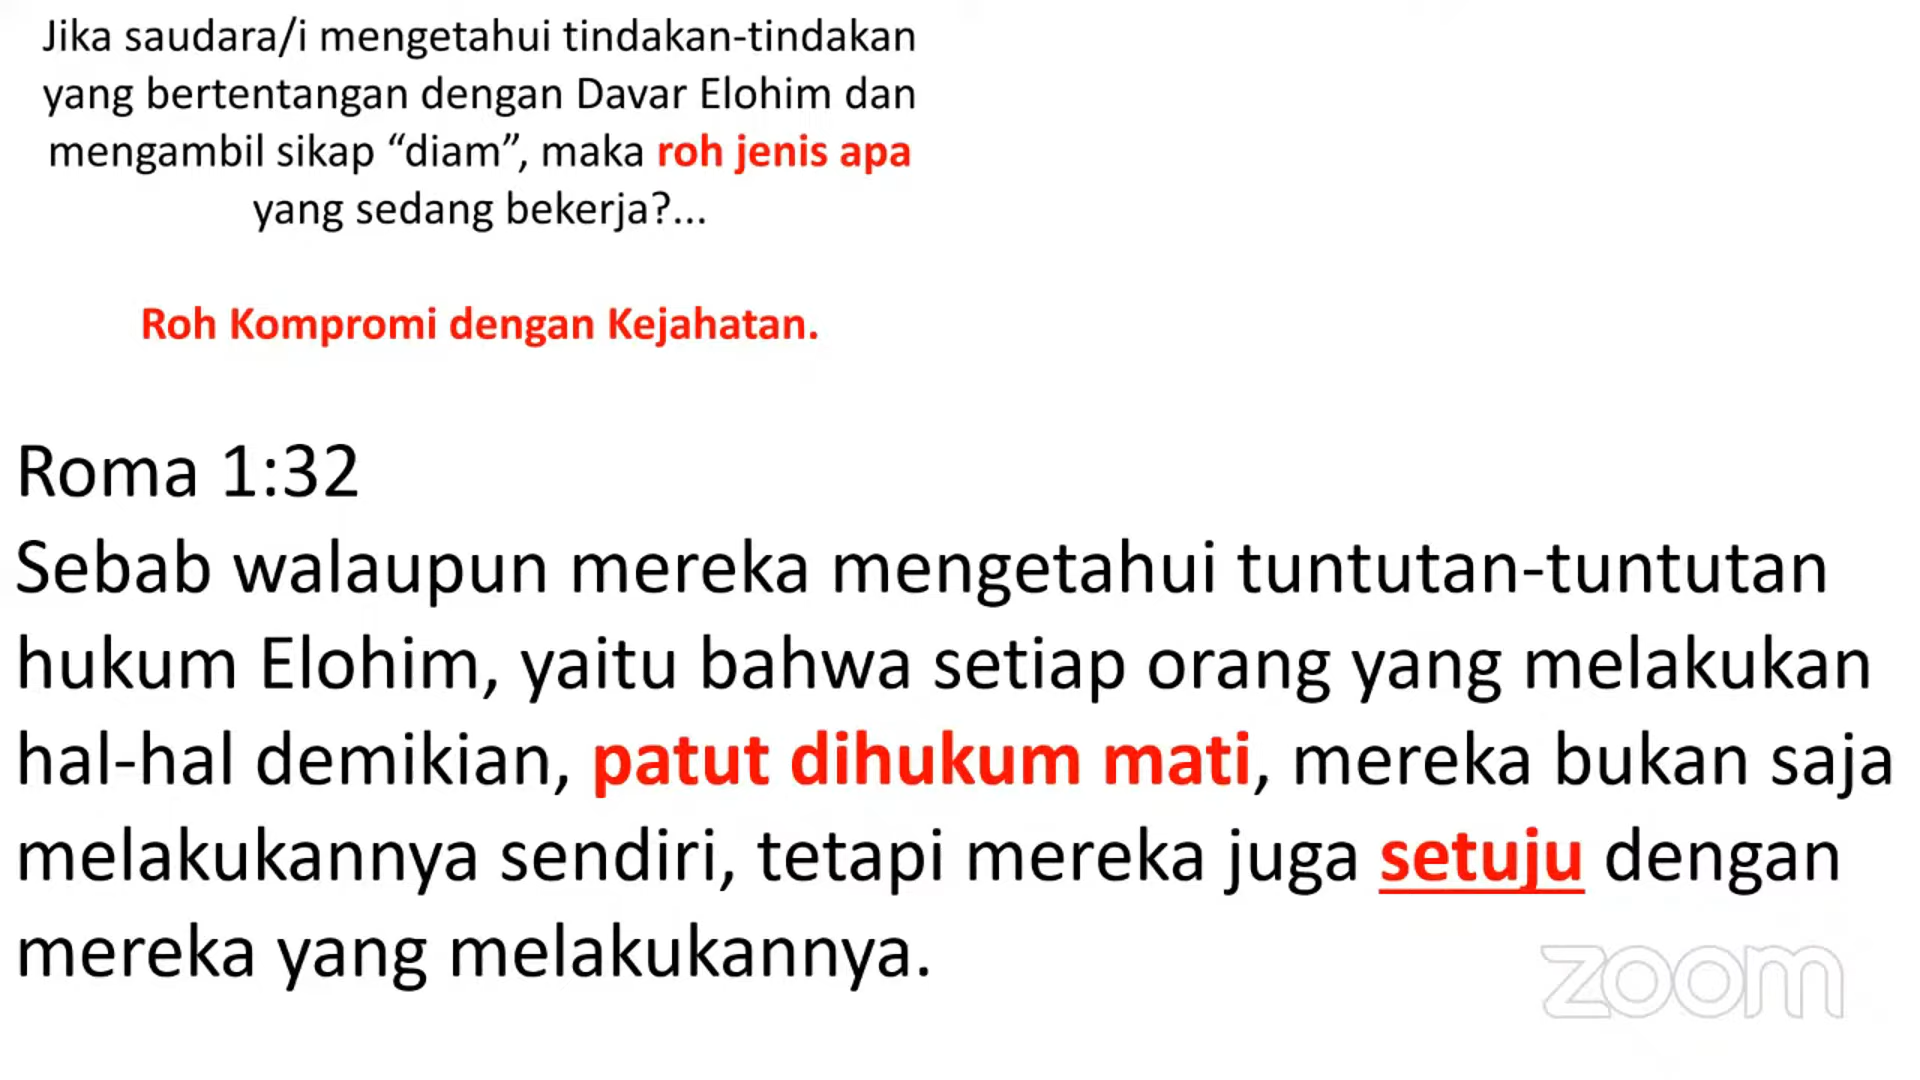 Jika saudara/i mengetahui tindakan-tindakan
yang bertentangan dengan Davar Elohim dan
mengambil sikap “diam”, maka roh jenis apa
yang sedang bekerja?...
Roh Kompromi dengan Kejahatan.
Roma 1:32
Sebab walaupun mereka mengetahui tuntutan-tuntutan
hukum Elohim, yaitu bahwa setiap orang yang melakukan
hal-hal demikian, patut dihukum mati, mereka bukan saja
melakukannya sendiri, tetapi mereka juga setuju dengan
mereka yang melakukannya.
zoom